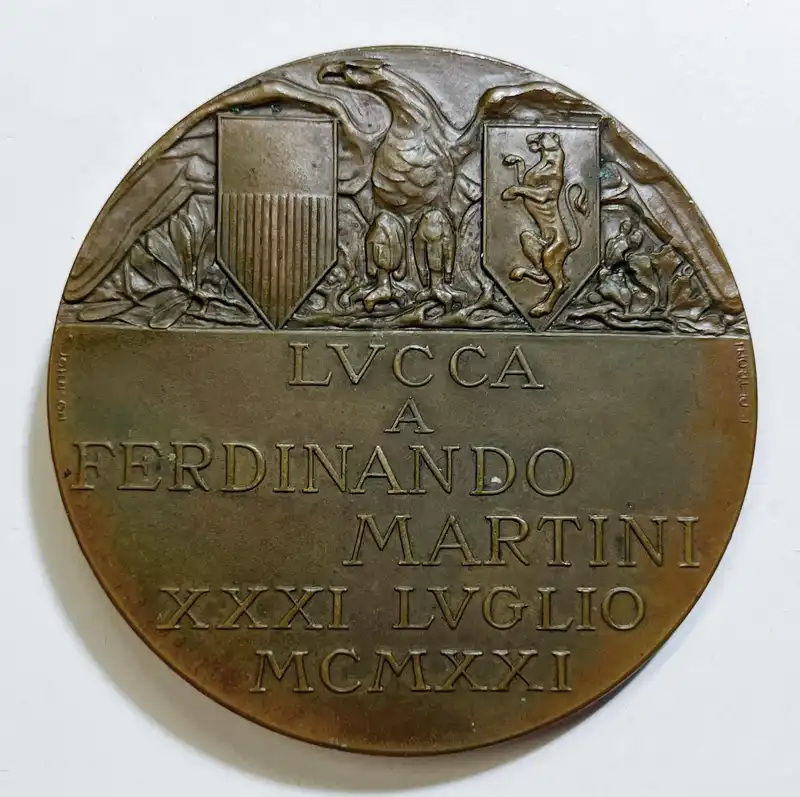 LVCCA
A
FERDINANDO
MARTINI
XXXI LVGLIO
MCMXXI